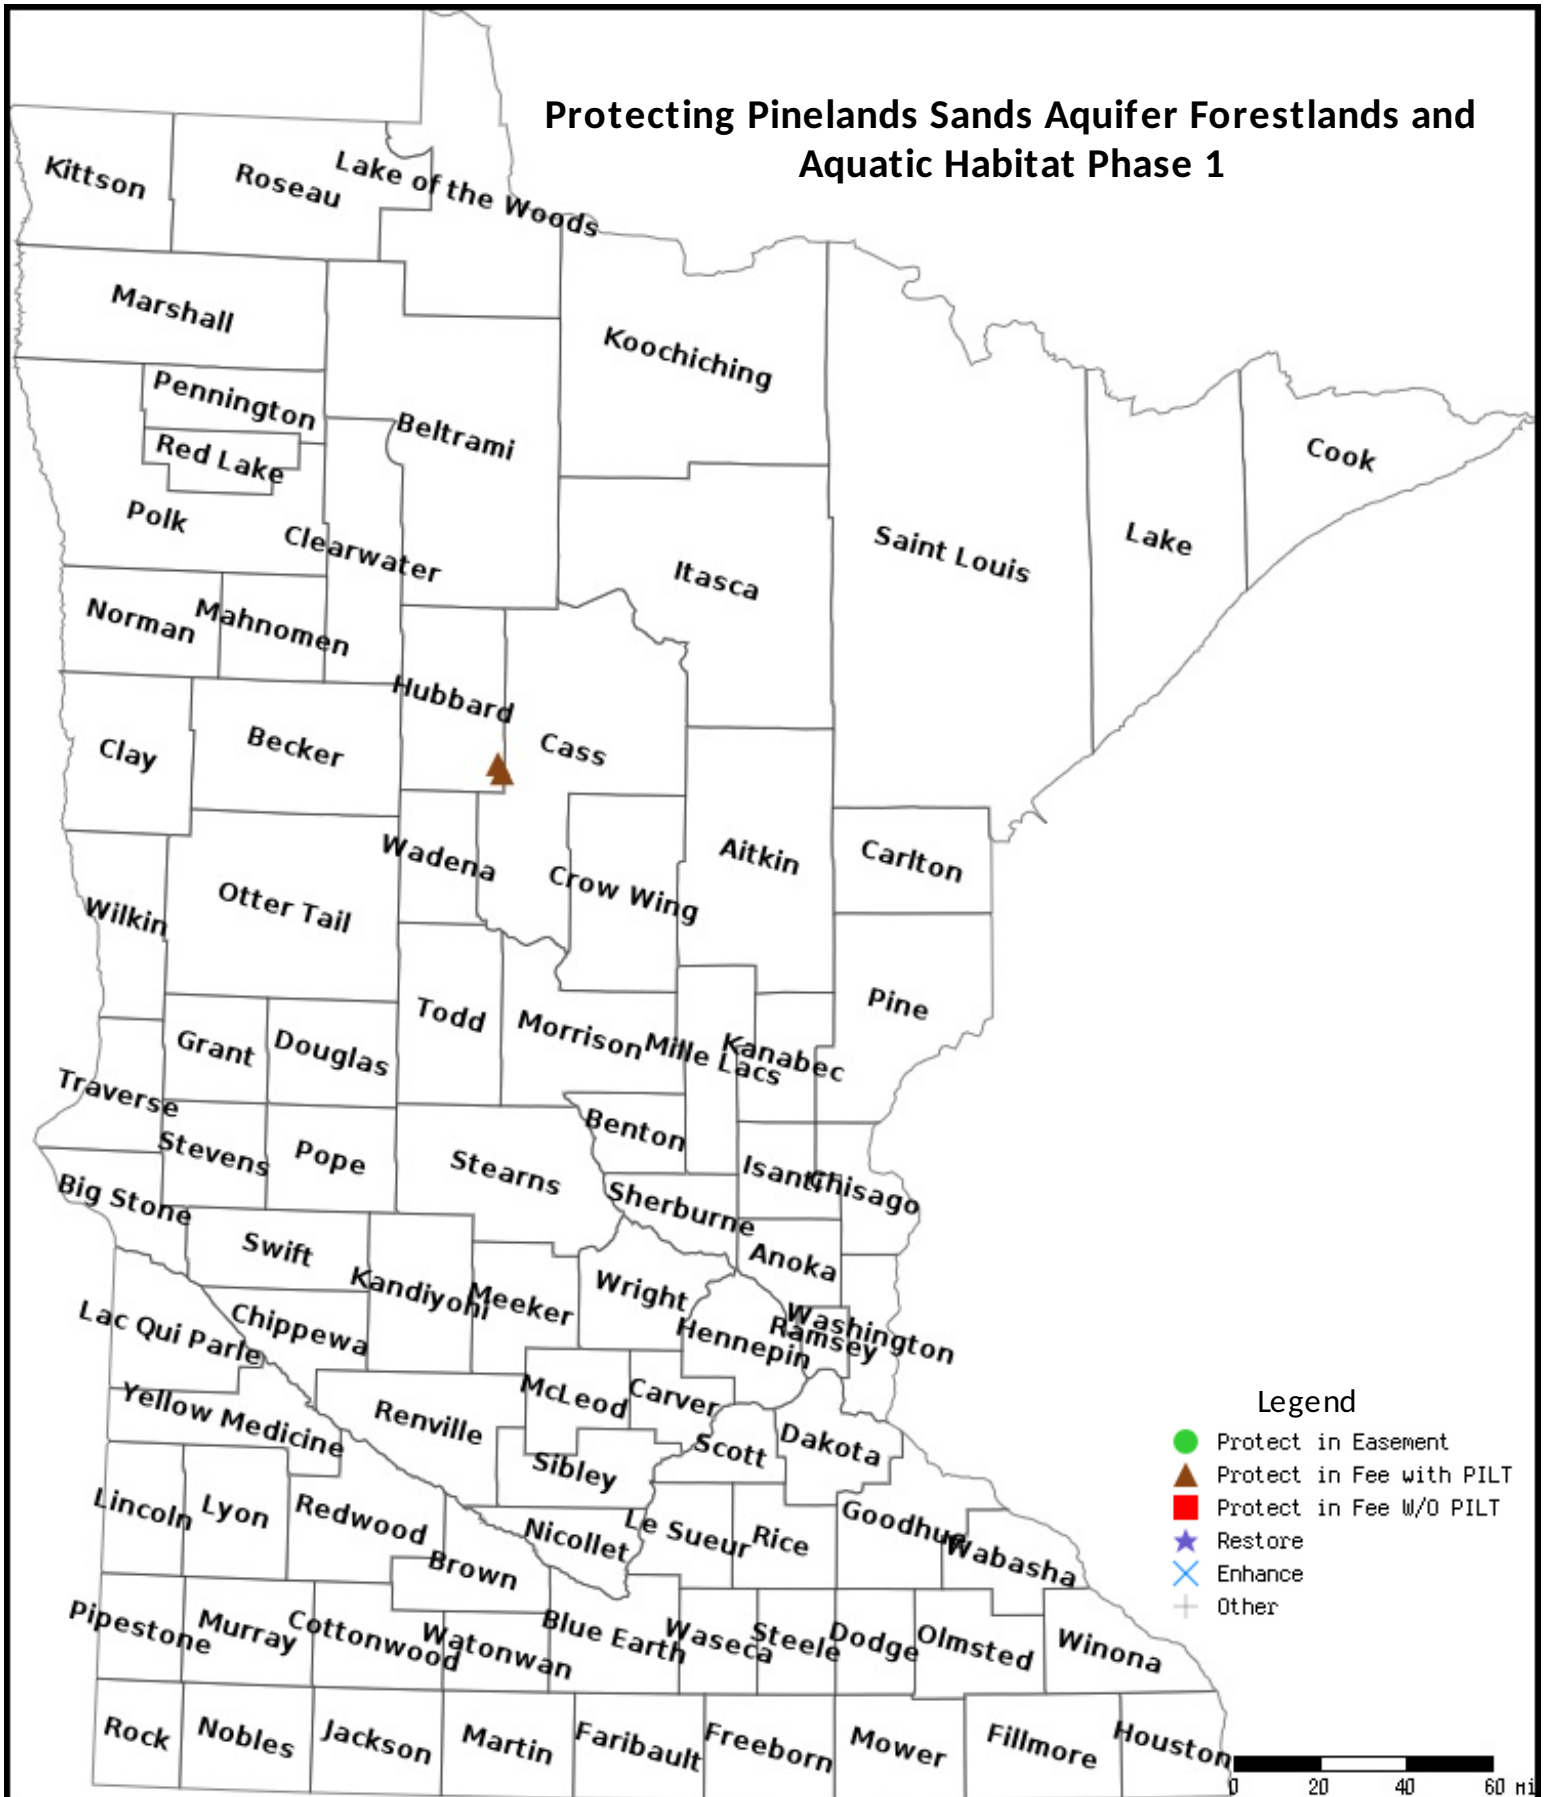 Protecting Pinelands Sands Aquifer Forestlands and
Aquatic Habitat Phase 1
Kittson
Roseau
Lake of the Woods
Marshall
Koochiching
Pennington
Beltrami
Red Lake
Cook
Polk
Clearwater
Itasca
Saint Louis
Lake
Norman
Mahnomen
Hubbard
Clay
Becker
Cass
Wadena
Aitkin
Carlton
Wilkin
Otter Tail
Crow Wing
Pine
Grant
Douglas
Todd
Morrison
Mille Lacs
Kanabec
Traverse
Stevens
Pope
Stearns
Benton
Isanti
Chisago
Big Stone
Sherburne
Swift
Anoka
Kandiyohi
Meeker
Wright
Lac Qui Parle
Chippewa
Hennepin
Ramsey
Washington
Yellow Medicine
Renville
McLeod
Carver
Scott
Dakota
Sibley
Lincoln
Lyon
Redwood
Nicollet
Le Sueur
Rice
Goodhue
Wabasha
Brown
Pipestone
Murray
Cottonwood
Watonwan
Blue Earth
Waseca
Steele
Dodge
Olmsted
Winona
Rock
Nobles
Jackson
Martin
Faribault
Freeborn
Mower
Fillmore
Houston
Legend
Protect in Easement
Protect in Fee with PILT
Protect in Fee W/O PILT
Restore
Enhance
Other
0 20 40 60 mi